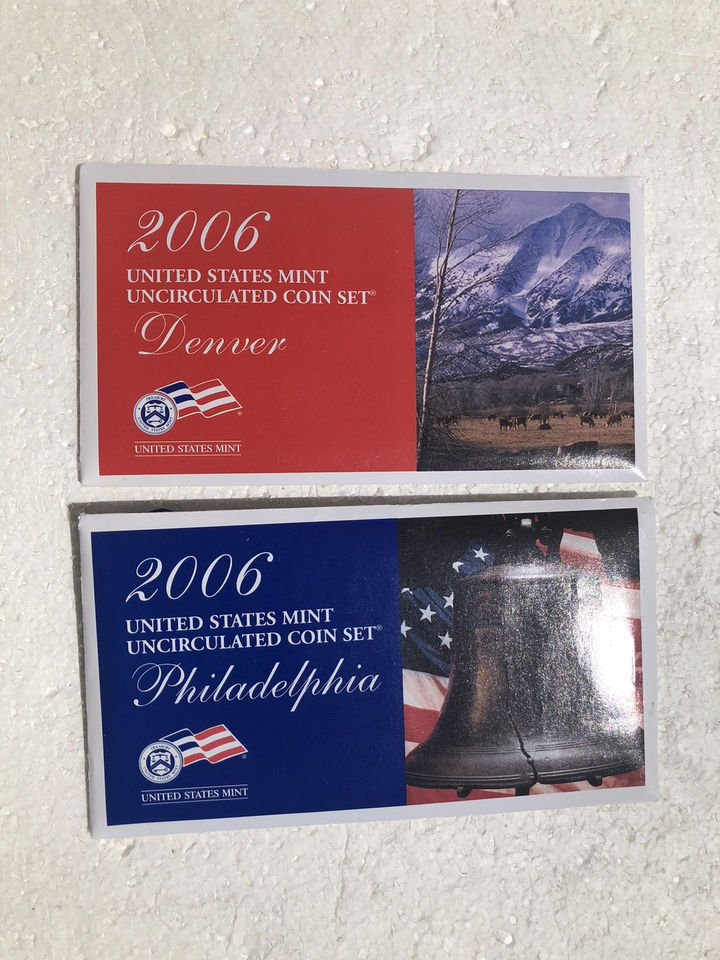 2006
UNITED STATES MINT
UNCIRCULATED COIN SET®
Denver
UNITED STATES MINT
2006
UNITED STATES MINT
UNCIRCULATED COIN SET®
Philadelphia
UNITED STATES MINT